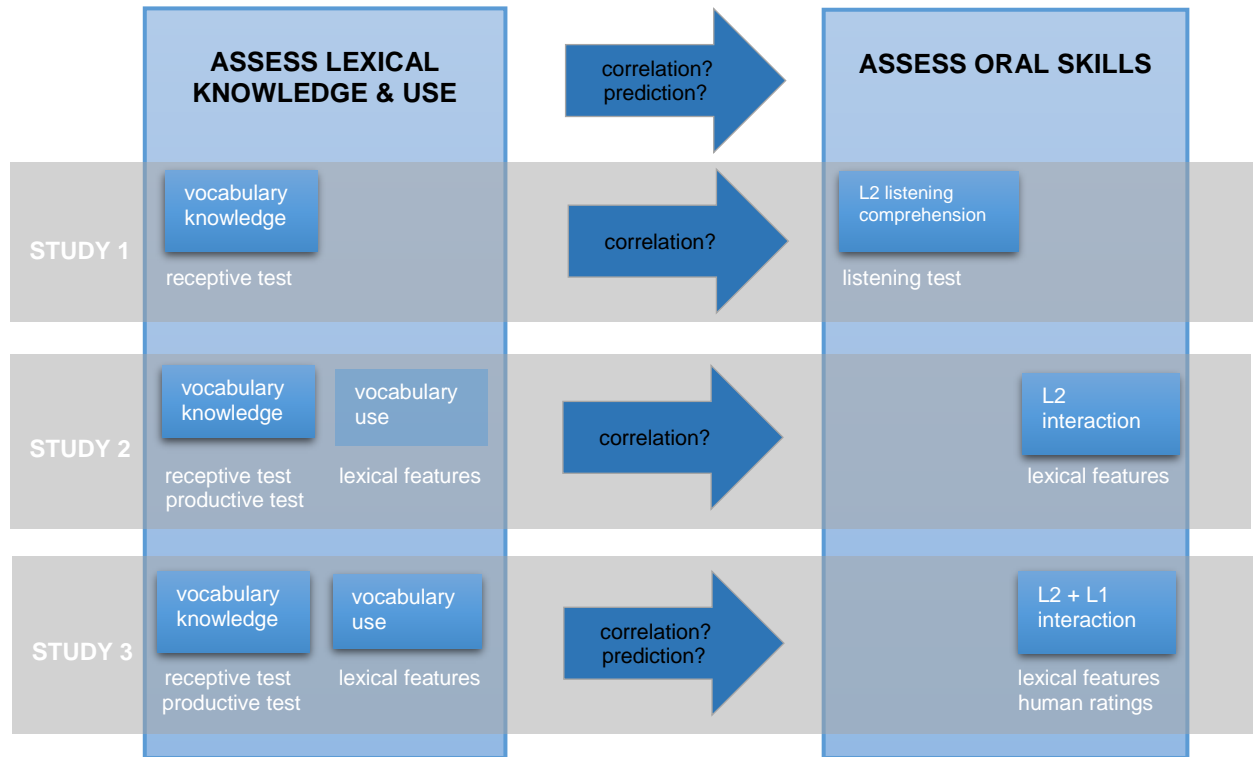 ASSESS LEXICAL
KNOWLEDGE & USE
correlation?
prediction?
ASSESS ORAL SKILLS
STUDY 1
vocabulary
knowledge
receptive test
correlation?
L2 listening
comprehension
listening test
STUDY 2
vocabulary
knowledge
receptive test
productive test
vocabulary
use
lexical features
correlation?
L2
interaction
lexical features
STUDY 3
vocabulary
knowledge
receptive test
productive test
vocabulary
use
lexical features
correlation?
prediction?
L2 + L1
interaction
lexical features
human ratings